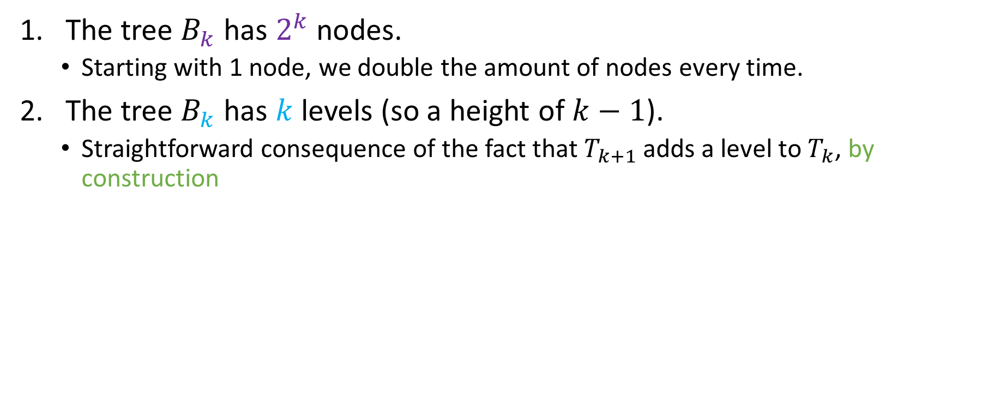 1. The tree $B_k$ has $2^k$ nodes.
• Starting with 1 node, we double the amount of nodes every time.
2. The tree $B_k$ has $k$ levels (so a height of $k - 1$).
• Straightforward consequence of the fact that $T_{k+1}$ adds a level to $T_k$, by
construction